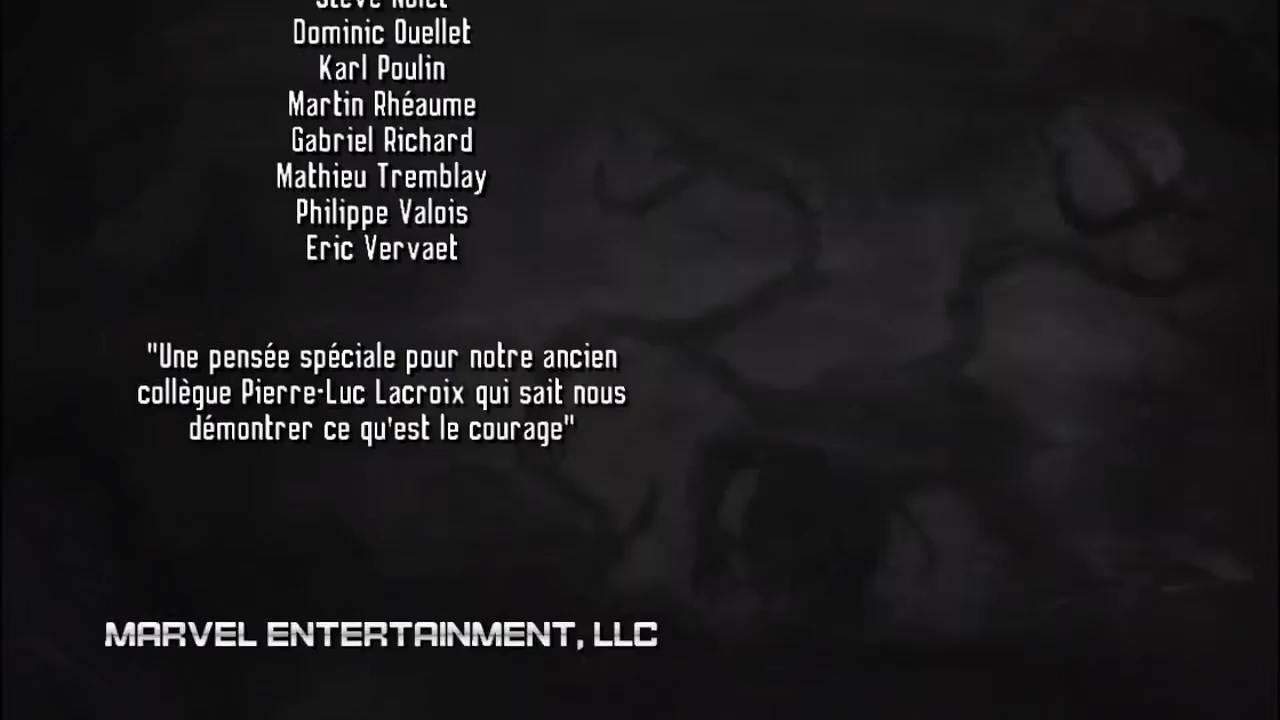 Dominic Ouellet
Karl Poulin
Martin Rhéaume
Gabriel Richard
Mathieu Tremblay
Philippe Valois
Eric Vervaet
"Une pensée spéciale pour notre ancien
collègue Pierre-Luc Lacroix qui sait nous
démontrer ce qu'est le courage"
MARVEL ENTERTAINMENT, LLC